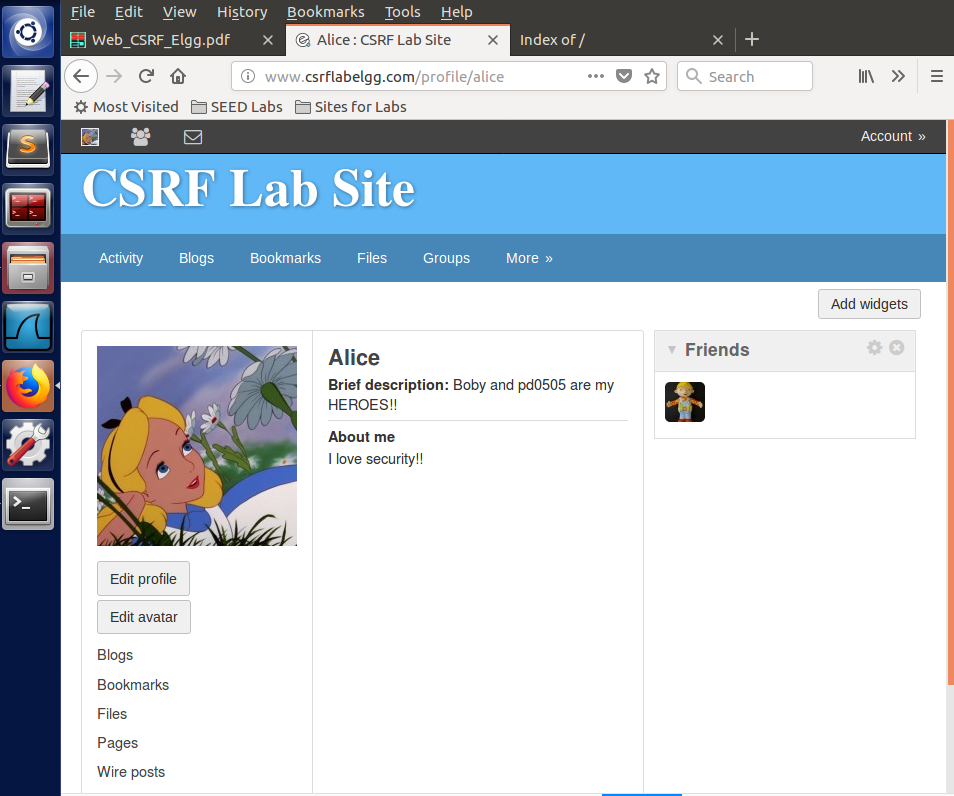 File Edit View History Bookmarks Tools Help
Web_CSRF_Elgg.pdf Alice : CSRF Lab Site Index of /
www.csrflabelgg.com/profile/alice Search
Most Visited SEED Labs Sites for Labs
Account »
CSRF Lab Site
Activity Blogs Bookmarks Files Groups More »
Add widgets
Alice
Brief description: Boby and pd0505 are my
HEROES!!
About me
I love security!!
Friends
Edit profile
Edit avatar
Blogs
Bookmarks
Files
Pages
Wire posts